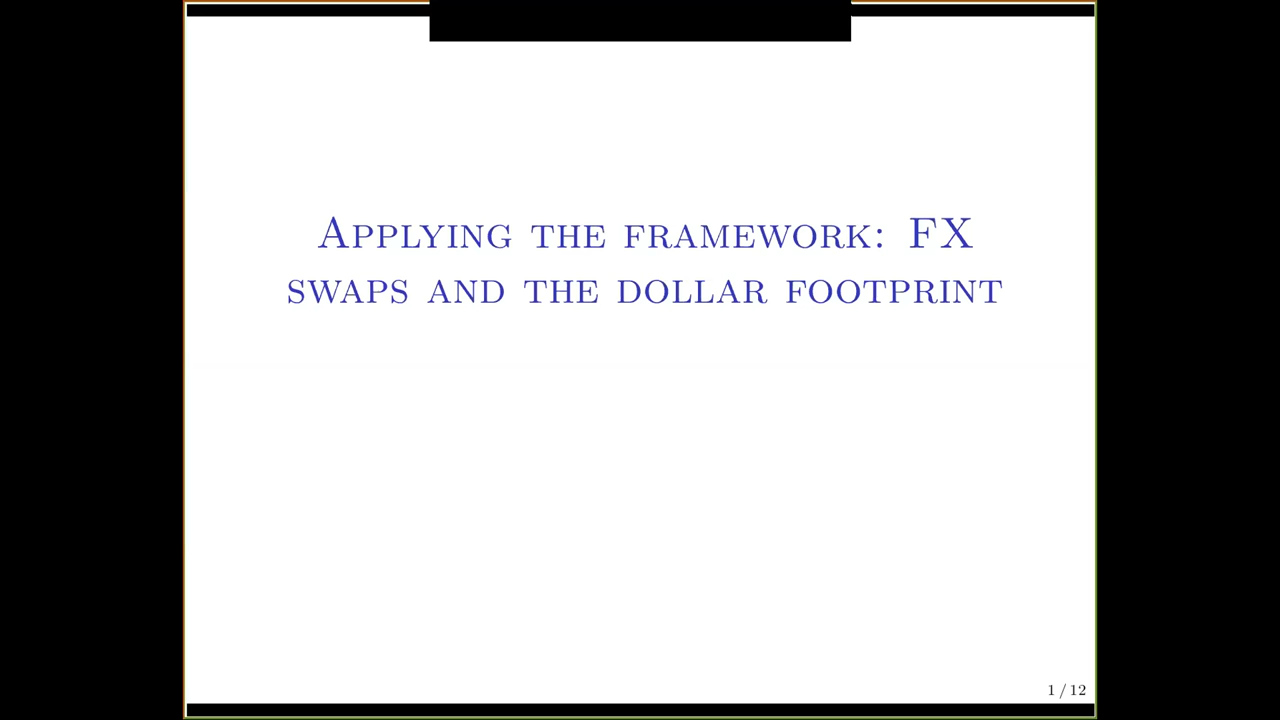 Applying the framework: FX
swaps and the dollar footprint
1 / 12